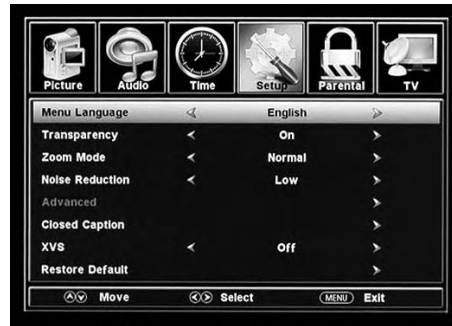 Picture Audio Time Setup Parental TV
Menu Language English
Transparency On
Zoom Mode Normal
Noise Reduction Low
Advanced
Closed Caption
XVS Off
Restore Default
Move Select MENU Exit